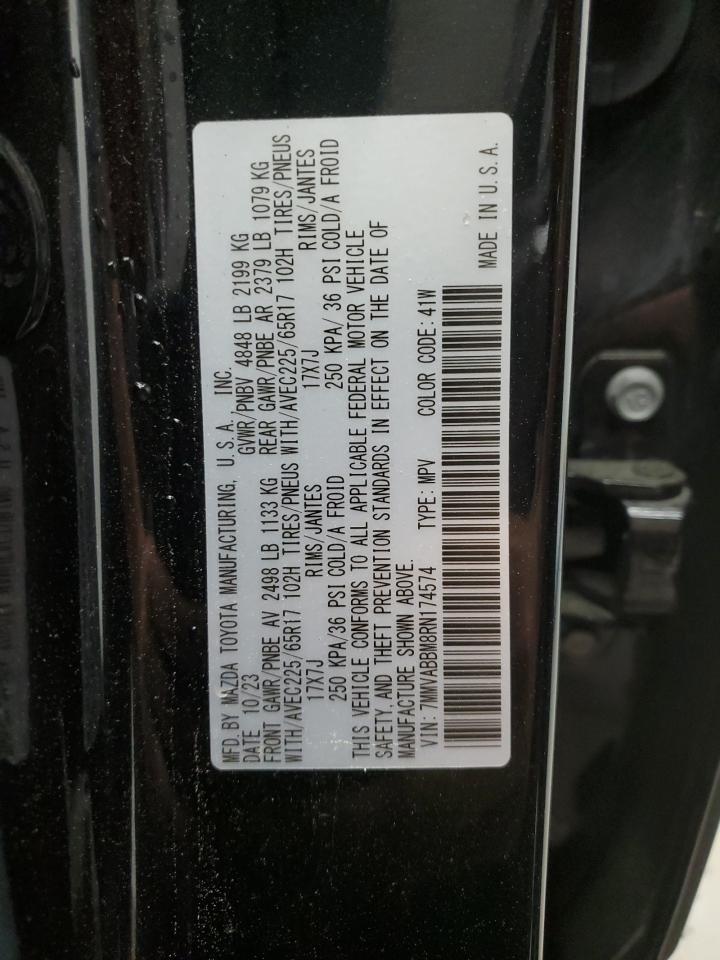 MFD. BY MAZDA TOYOTA MANUFACTURING, U.S.A. INC.
DATE 10/23 GVWR/PNBV 4848 LB 2199 KG
FRONT GAWR/PNBE AV 2498 LB 1133 KG REAR GAWR/PNBE AR 2379 LB 1079 KG
WITH/AVEC225/65R17 102H TIRES/PNEUS WITH/AVEC225/65R17 102H TIRES/PNEUS
17X7J RIMS/JANTES 17X7J RIMS/JANTES
250 KPA/36 PSI COLD/A FROID 250 KPA/ 36 PSI COLD/A FROID
THIS VEHICLE CONFORMS TO ALL APPLICABLE FEDERAL MOTOR VEHICLE
SAFETY, AND THEFT PREVENTION STANDARDS IN EFFECT ON THE DATE OF
MANUFACTURE SHOWN ABOVE.
VIN: 7MMVABBM8RN174574 TYPE: MPV COLOR CODE: 41W
MADE IN U.S.A.